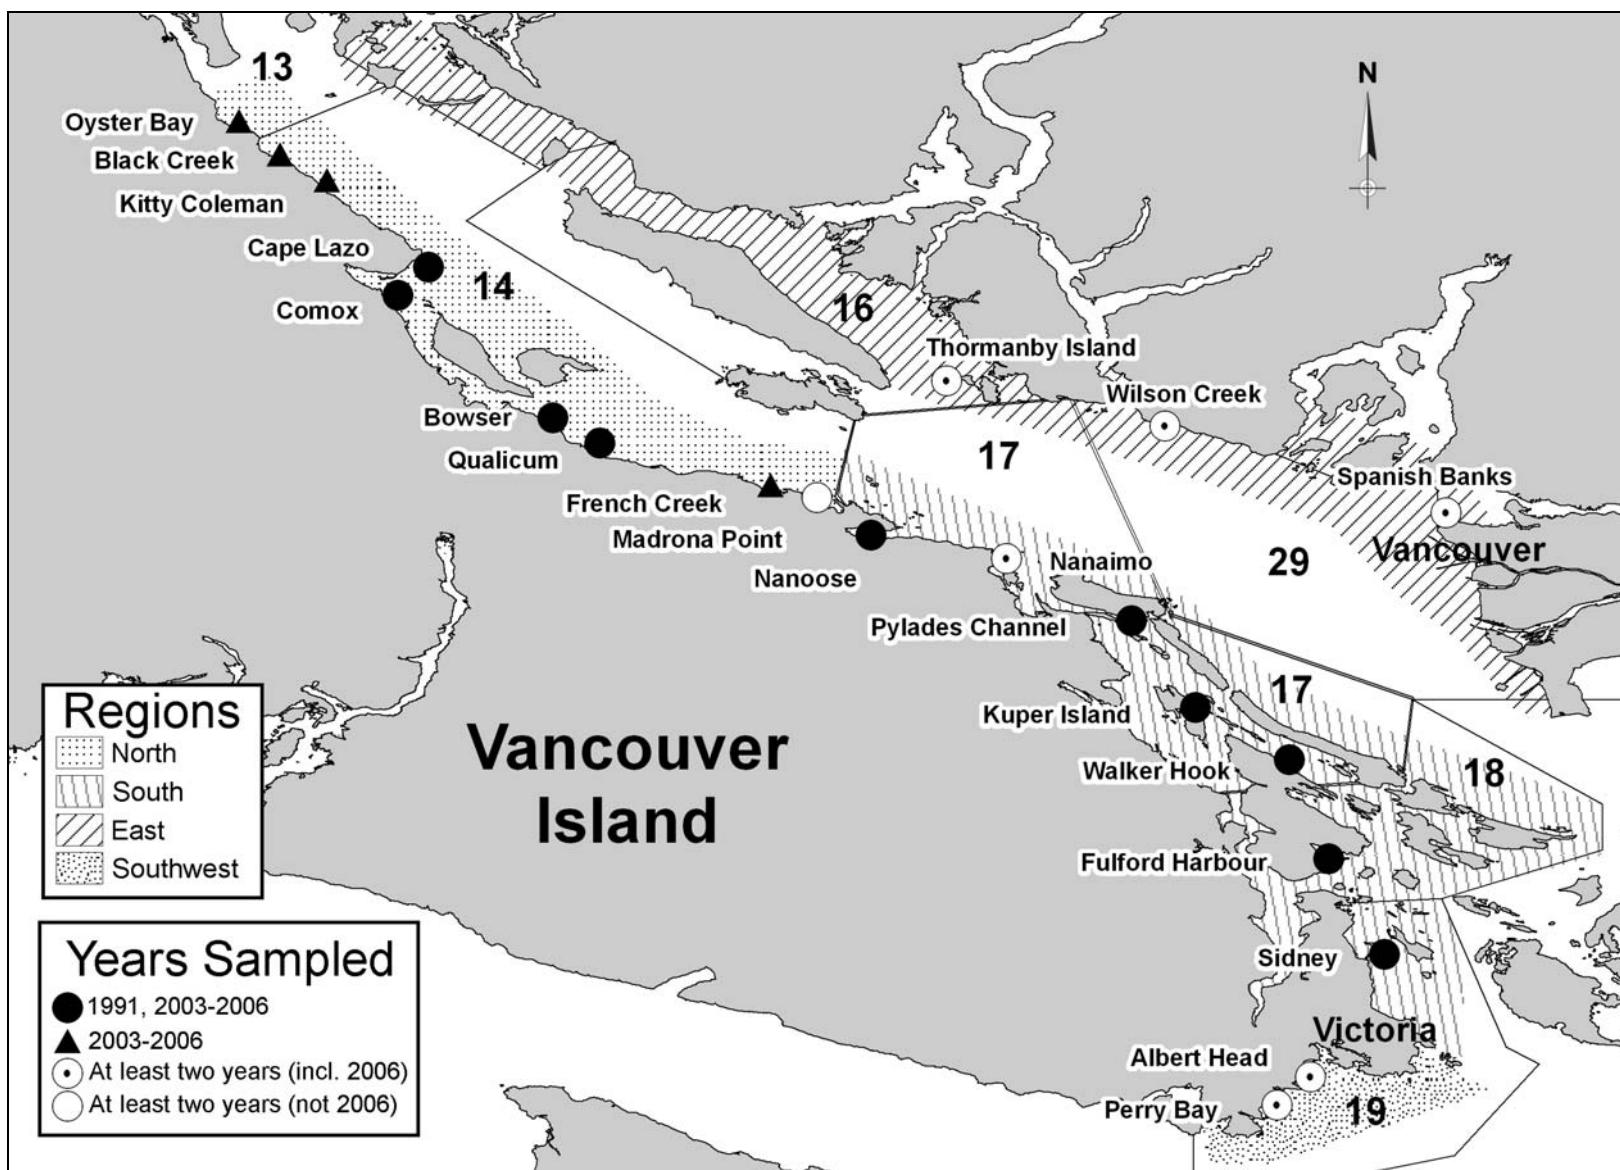 13
N
Oyster Bay
Black Creek
Kitty Coleman
Cape Lazo
14
Comox
16
Thormanby Island
Wilson Creek
Bowser
Qualicum
17
Spanish Banks
French Creek
Madrona Point
Vancouver
Nanoose
Nanaimo
29
Pylades Channel
Kuper Island
17
Walker Hook
18
Vancouver
Island
Fulford Harbour
Sidney
Victoria
Albert Head
Perry Bay
19
Regions
North
South
East
Southwest
Years Sampled
1991, 2003-2006
2003-2006
At least two years (incl. 2006)
At least two years (not 2006)